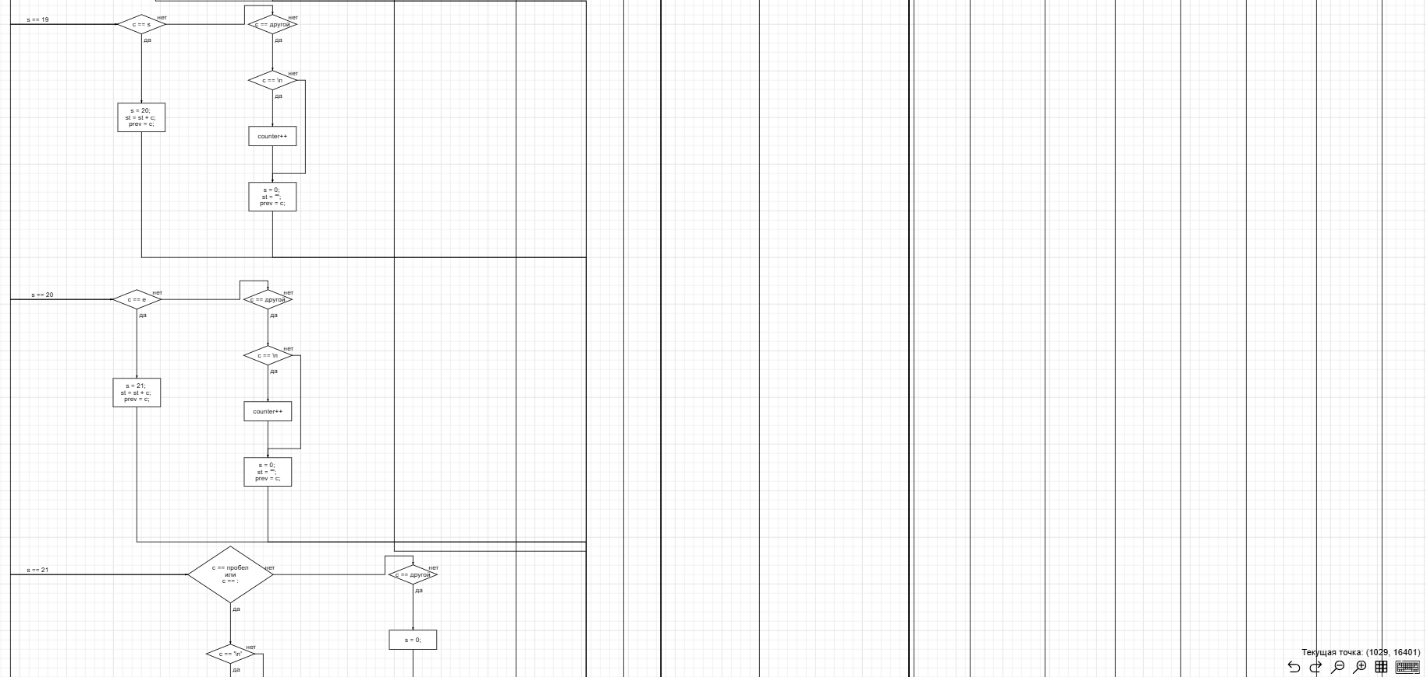 s == 19
c == s
нет
c == другой
нет
да
да
c == \n
нет
да
s = 20;
st = st + c;
prev = c;
counter++
s = 0;
st = "";
prev = c;
s == 20
c == e
нет
c == другой
нет
да
да
c == \n
нет
да
s = 21;
st = st + c;
prev = c;
counter++
s = 0;
st = "";
prev = c;
s == 21
c == пробел
или
c == :
нет
c == другой
нет
да
да
s = 0;
c == '\n'
нет
да
Текущая точка: (1029, 16401)